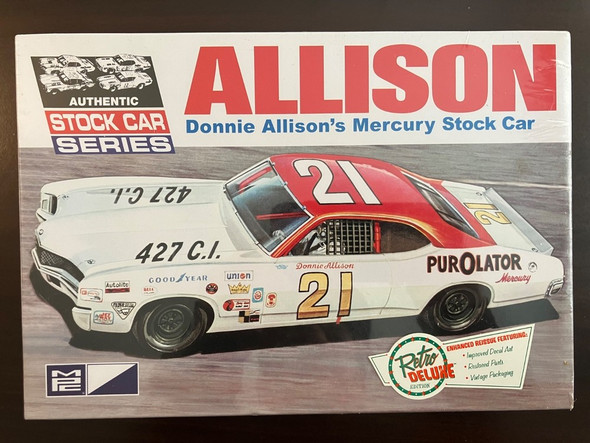 AUTHENTIC
STOCK CAR
SERIES
ALLISON
Donnie Allison's Mercury Stock Car
21
21
427 C.I.
427 C.I.
Donnie Allison
21
PUROLATOR
Mercury
GOODYEAR
union
Autolite
MPC
Retro
DELUXE
EDITION
ENHANCED REISSUE FEATURING:
• Improved Decal Art
• Restored Parts
• Vintage Packaging